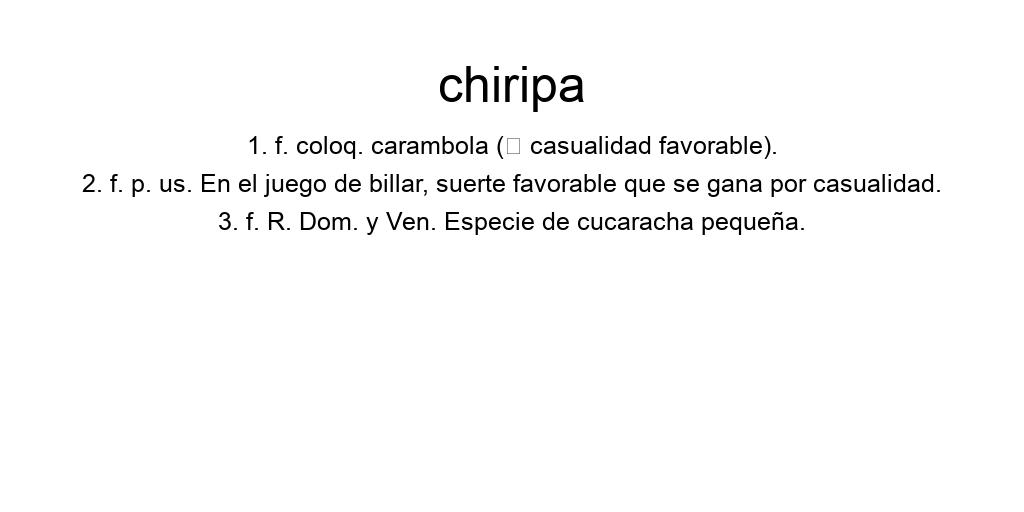 chiripa
1. f. coloq. carambola (□ casualidad favorable).
2. f. p. us. En el juego de billar, suerte favorable que se gana por casualidad.
3. f. R. Dom. y Ven. Especie de cucaracha pequeña.